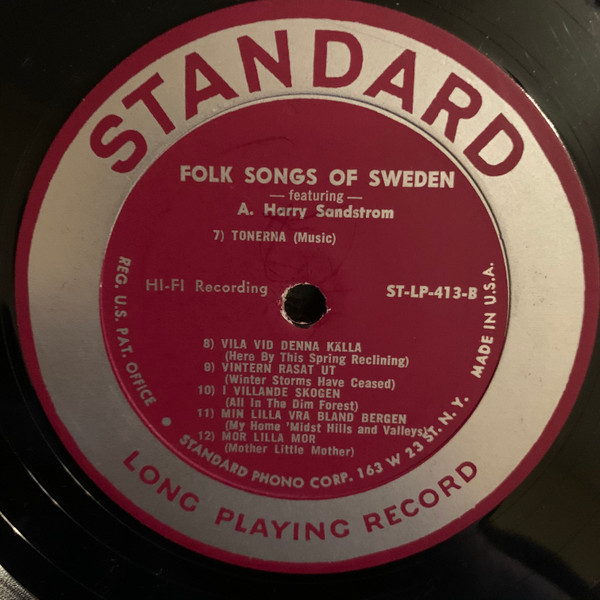 STANDARD
FOLK SONGS OF SWEDEN
— featuring —
A. Harry Sandstrom
7) TONERNA (Music)
HI-FI Recording
ST-LP-413-B
8) VILA VID DENNA KÄLLA
(Here By This Spring Reclining)
9) VINTERN RASAT UT
(Winter Storms Have Ceased)
10) I VILLANDE SKOGEN
(All In The Dim Forest)
11) MIN LILLA VRA BLAND BERGEN
(My Home 'Midst Hills and Valleys)
12) MOR LILLA MOR
(Mother Little Mother)
REG. U.S. PAT. OFFICE • STANDARD PHONO CORP. 163 W 23 ST. N. Y. MADE IN U.S.A.
LONG PLAYING RECORD